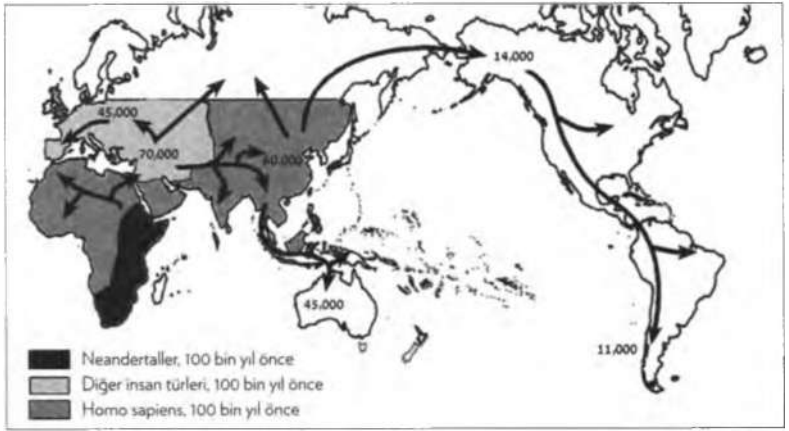 14,000
45,000
70,000
60,000
45,000
11,000
Neandertaller, 100 bin yıl önce
Diğer insan türleri, 100 bin yıl önce
Homo sapiens, 100 bin yıl önce